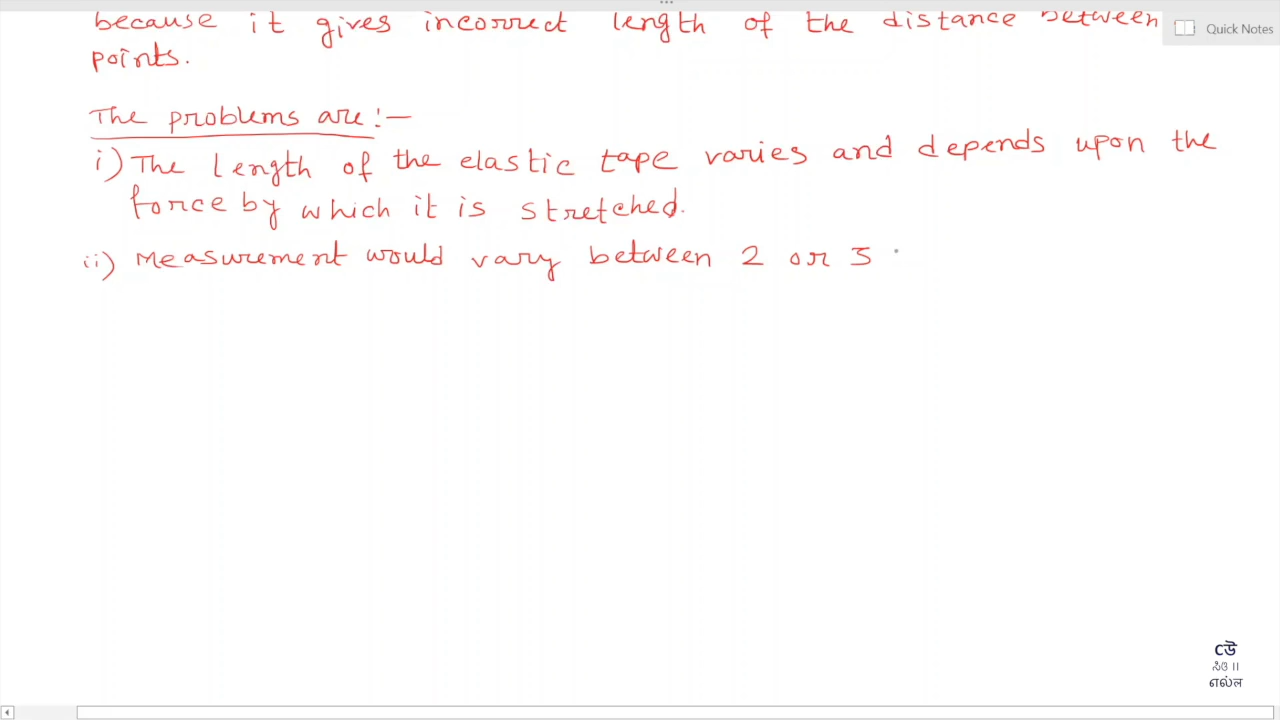 because it gives incorrect length of the distance between
points.
Quick Notes
The problems are:-
i) The length of the elastic tape varies and depends upon the
force by which it is stretched.
ii) Measurement would vary between 2 or 3
Cউ
எல்ல